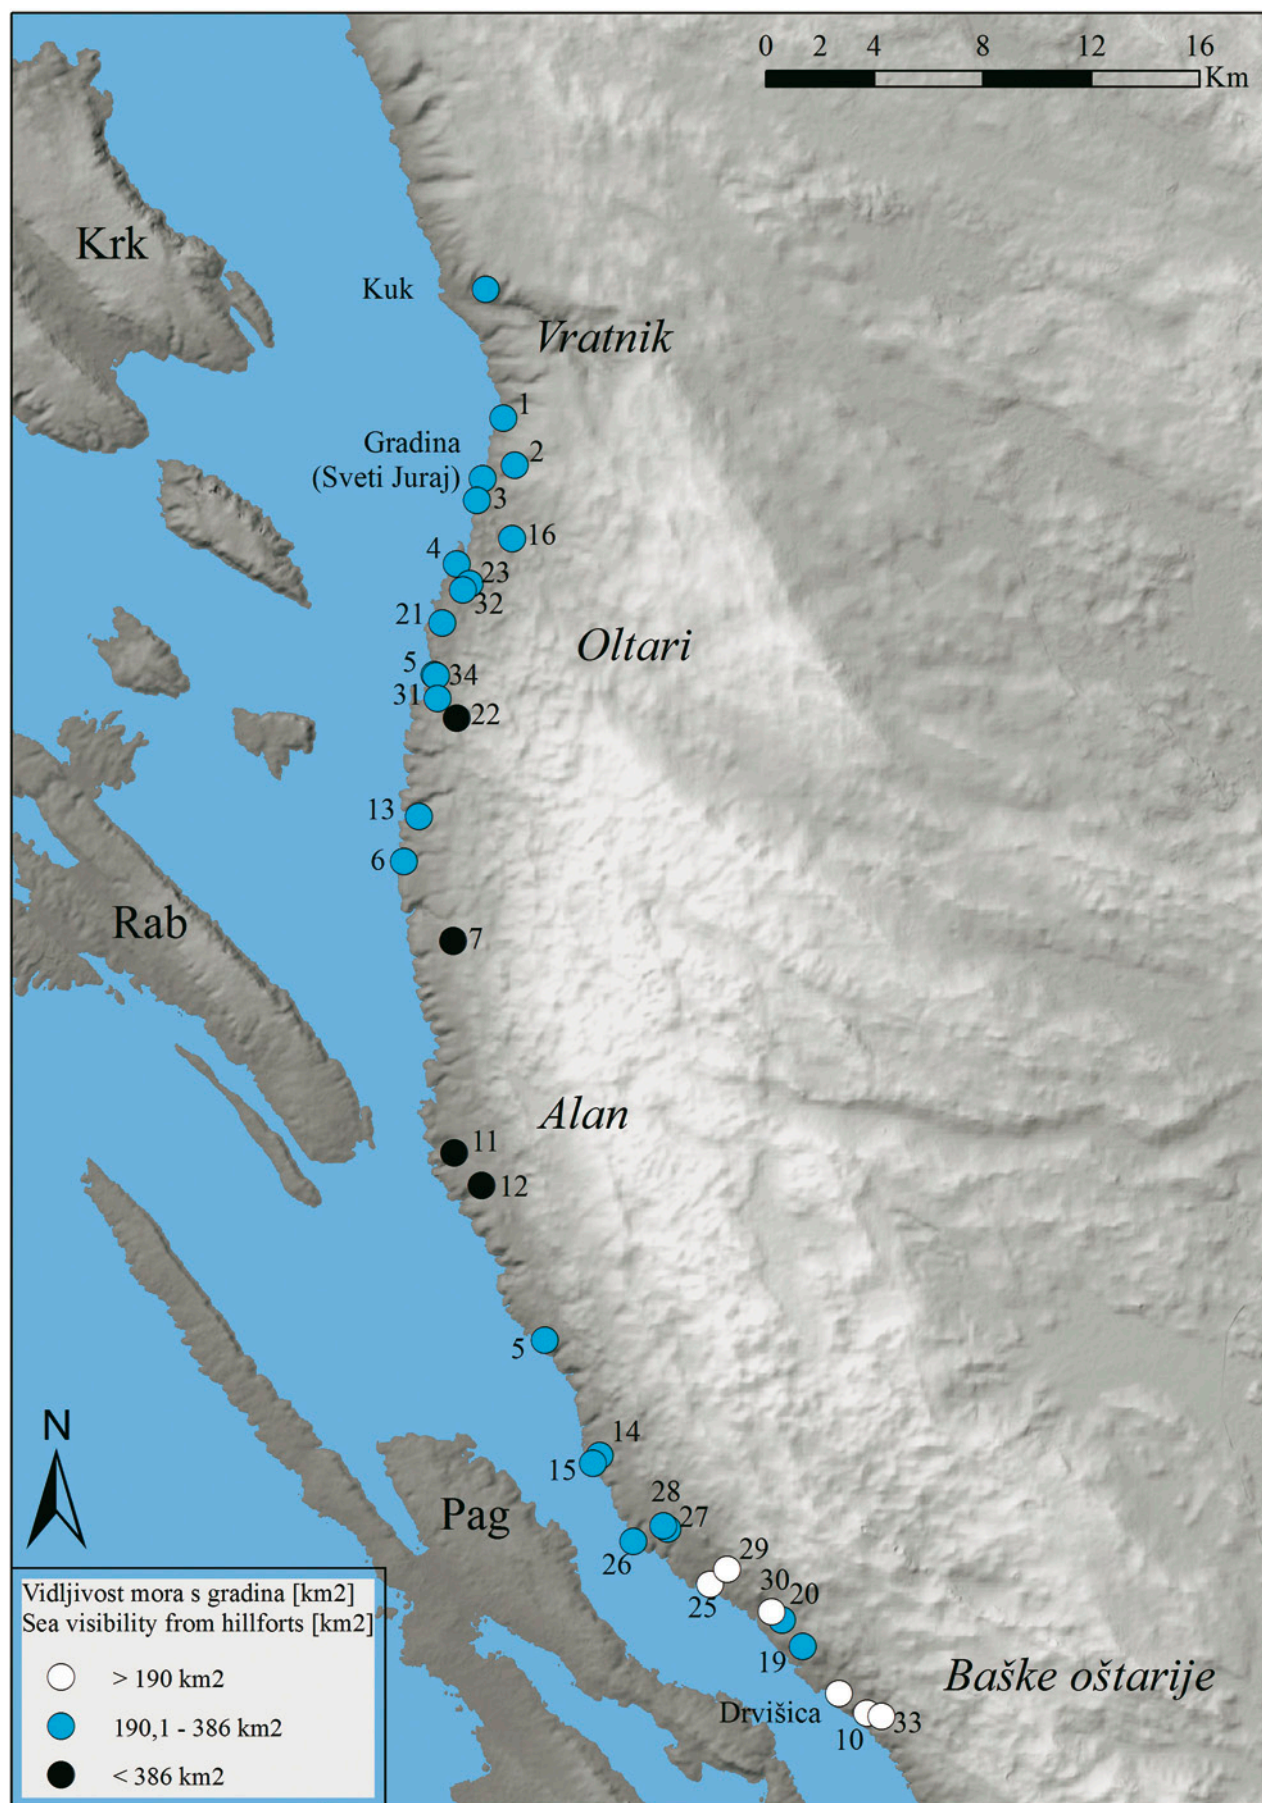 0 2 4 8 12 16
Km
Krk
Kuk
Vratnik
1
Gradina
(Sveti Juraj)
2
3
16
4
23
32
21
Oltari
5
34
31
22
13
6
Rab
7
Alan
11
12
5
N
14
15
Pag
28
27
26
29
25
30
20
19
Baške oštarije
Drvišica
10
33
Vidljivost mora s gradina [km2]
Sea visibility from hillforts [km2]
> 190 km2
190,1 - 386 km2
< 386 km2